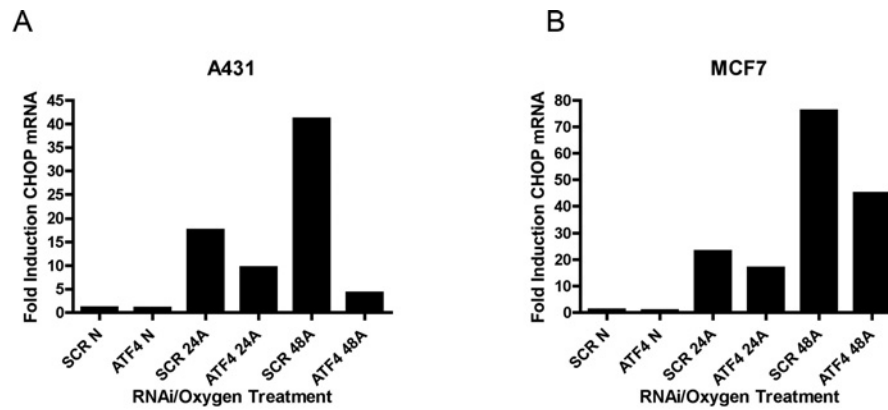 A
A431
Fold Induction CHOP mRNA
45
40
35
30
25
20
15
10
5
0
SCR N
ATF4 N
SCR 24A
ATF4 24A
SCR 48A
ATF4 48A
RNAi/Oxygen Treatment
B
MCF7
Fold Induction CHOP mRNA
80
70
60
50
40
30
20
10
0
SCR N
ATF4 N
SCR 24A
ATF4 24A
SCR 48A
ATF4 48A
RNAi/Oxygen Treatment